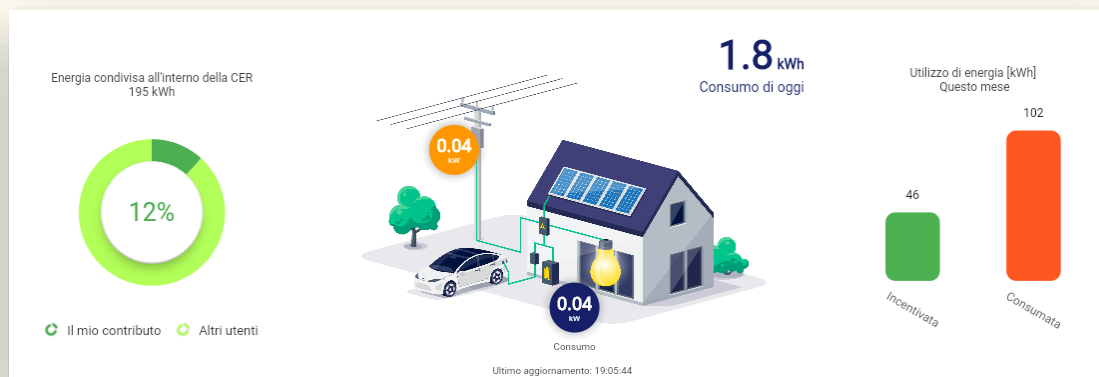 Energia condivisa all'interno della CER
195 kWh
12%
Il mio contributo
Altri utenti
1.8 kWh
Consumo di oggi
0.04
kW
0.04
kW
Consumo
Ultimo aggiornamento: 19:05:44
Utilizzo di energia [kWh]
Questo mese
102
46
Incentivata
Consumata